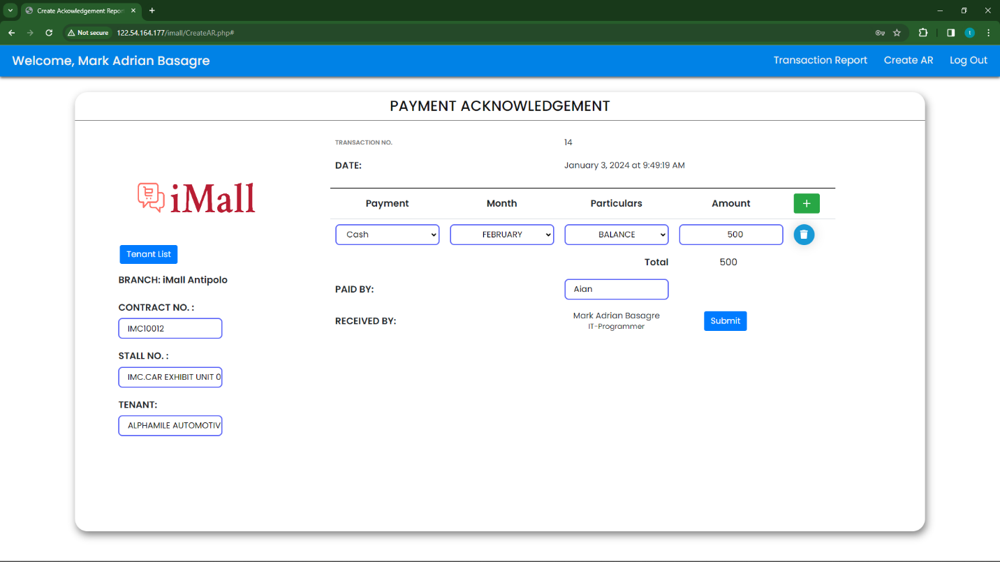 Create Ackowledgement Repor
Not secure 122.54.164.177/imall/CreateAR.php#
t
Welcome, Mark Adrian Basagre
Transaction Report Create AR Log Out
PAYMENT ACKNOWLEDGEMENT
TRANSACTION NO. 14
DATE: January 3, 2024 at 9:49:19 AM
iMall
Payment Month Particulars Amount +
Cash FEBRUARY BALANCE 500
Total 500
Tenant List
BRANCH: iMall Antipolo
PAID BY: Aian
CONTRACT NO. :
IMC10012
RECEIVED BY: Mark Adrian Basagre
IT-Programmer
Submit
STALL NO. :
IMC.CAR EXHIBIT UNIT 0
TENANT:
ALPHAMILE AUTOMOTIV